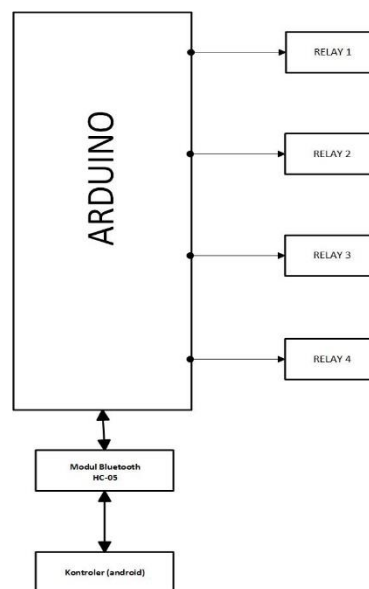 ARDUINO
RELAY 1
RELAY 2
RELAY 3
RELAY 4
Modul Bluetooth
HC-05
Kontroler (android)